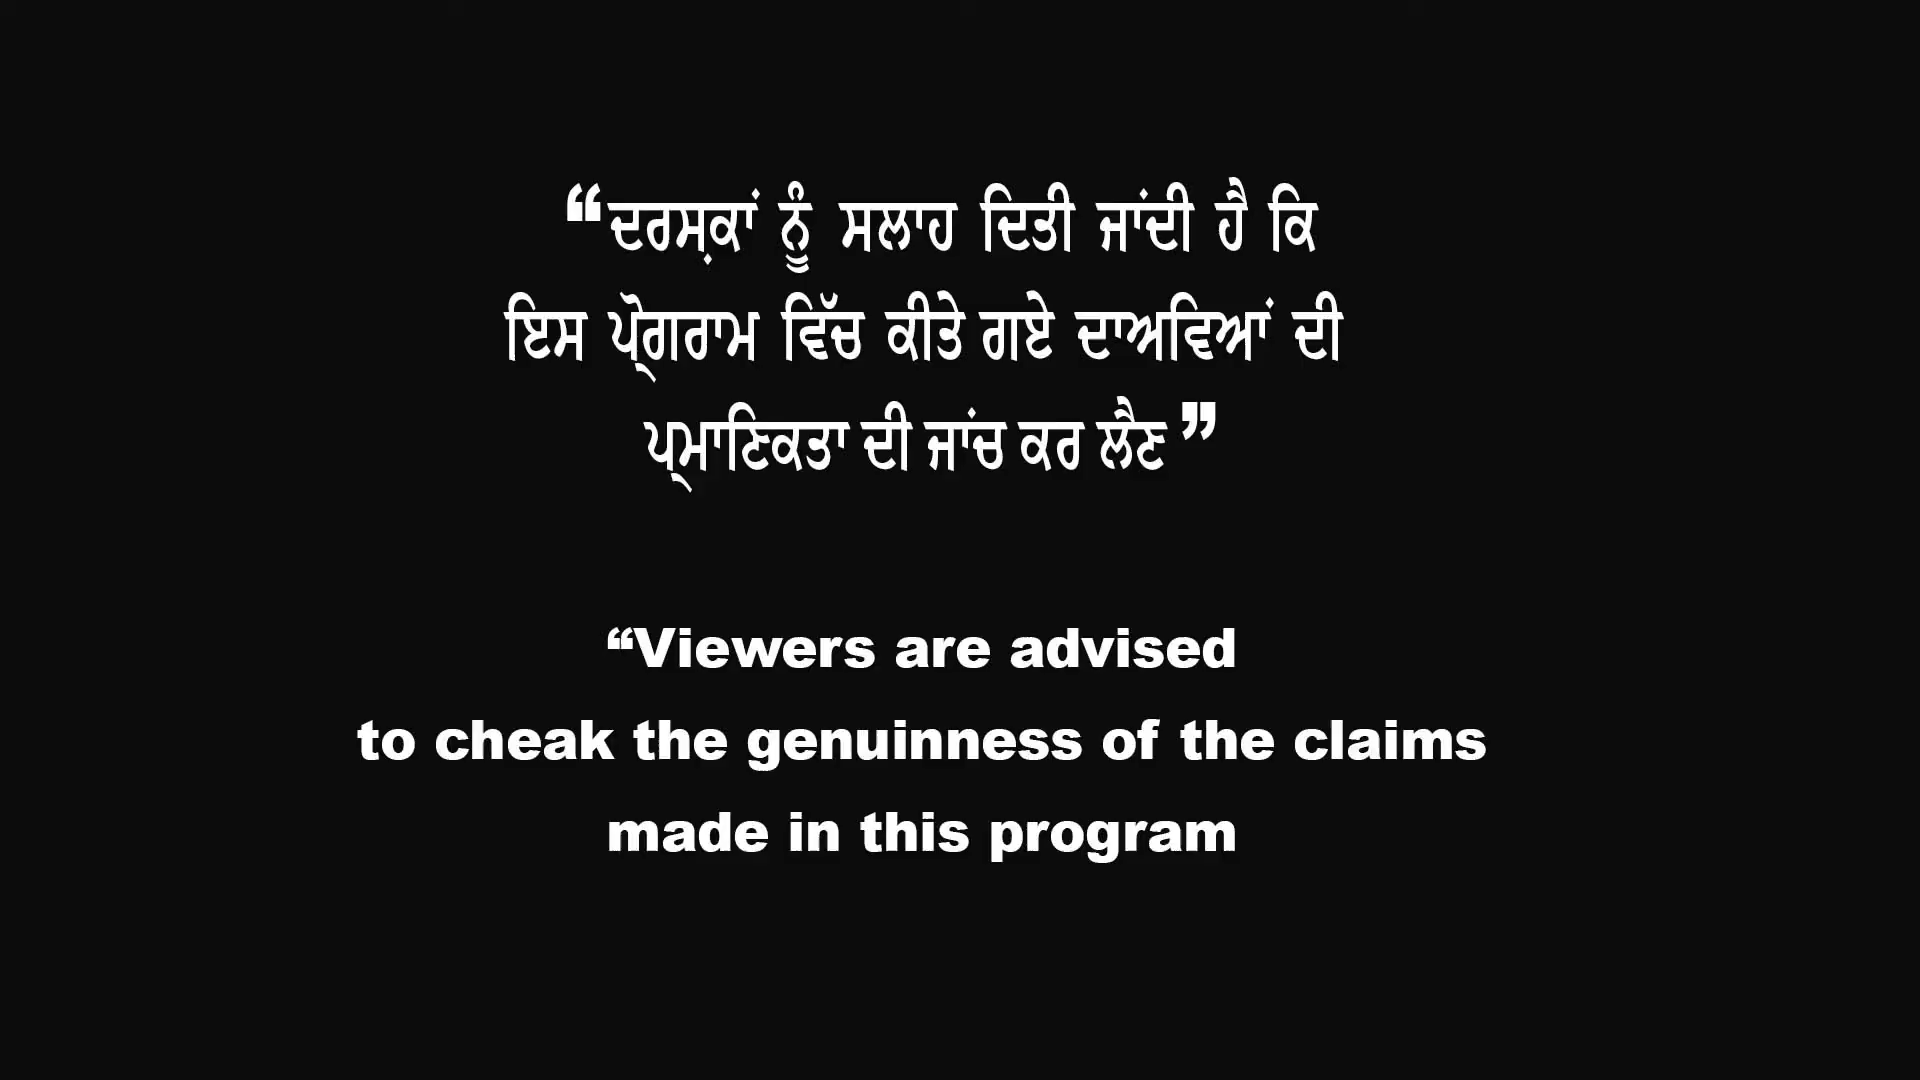 “ਦਰਸ਼ਕਾਂ ਨੂੰ ਸਲਾਹ ਦਿਤੀ ਜਾਂਦੀ ਹੈ ਕਿ
ਇਸ ਪ੍ਰੋਗਰਾਮ ਵਿੱਚ ਕੀਤੇ ਗਏ ਦਾਅਵਿਆਂ ਦੀ
ਪ੍ਰਮਾਣਿਕਤਾ ਦੀ ਜਾਂਚ ਕਰ ਲੈਣ”
“Viewers are advised
to cheak the genuinness of the claims
made in this program